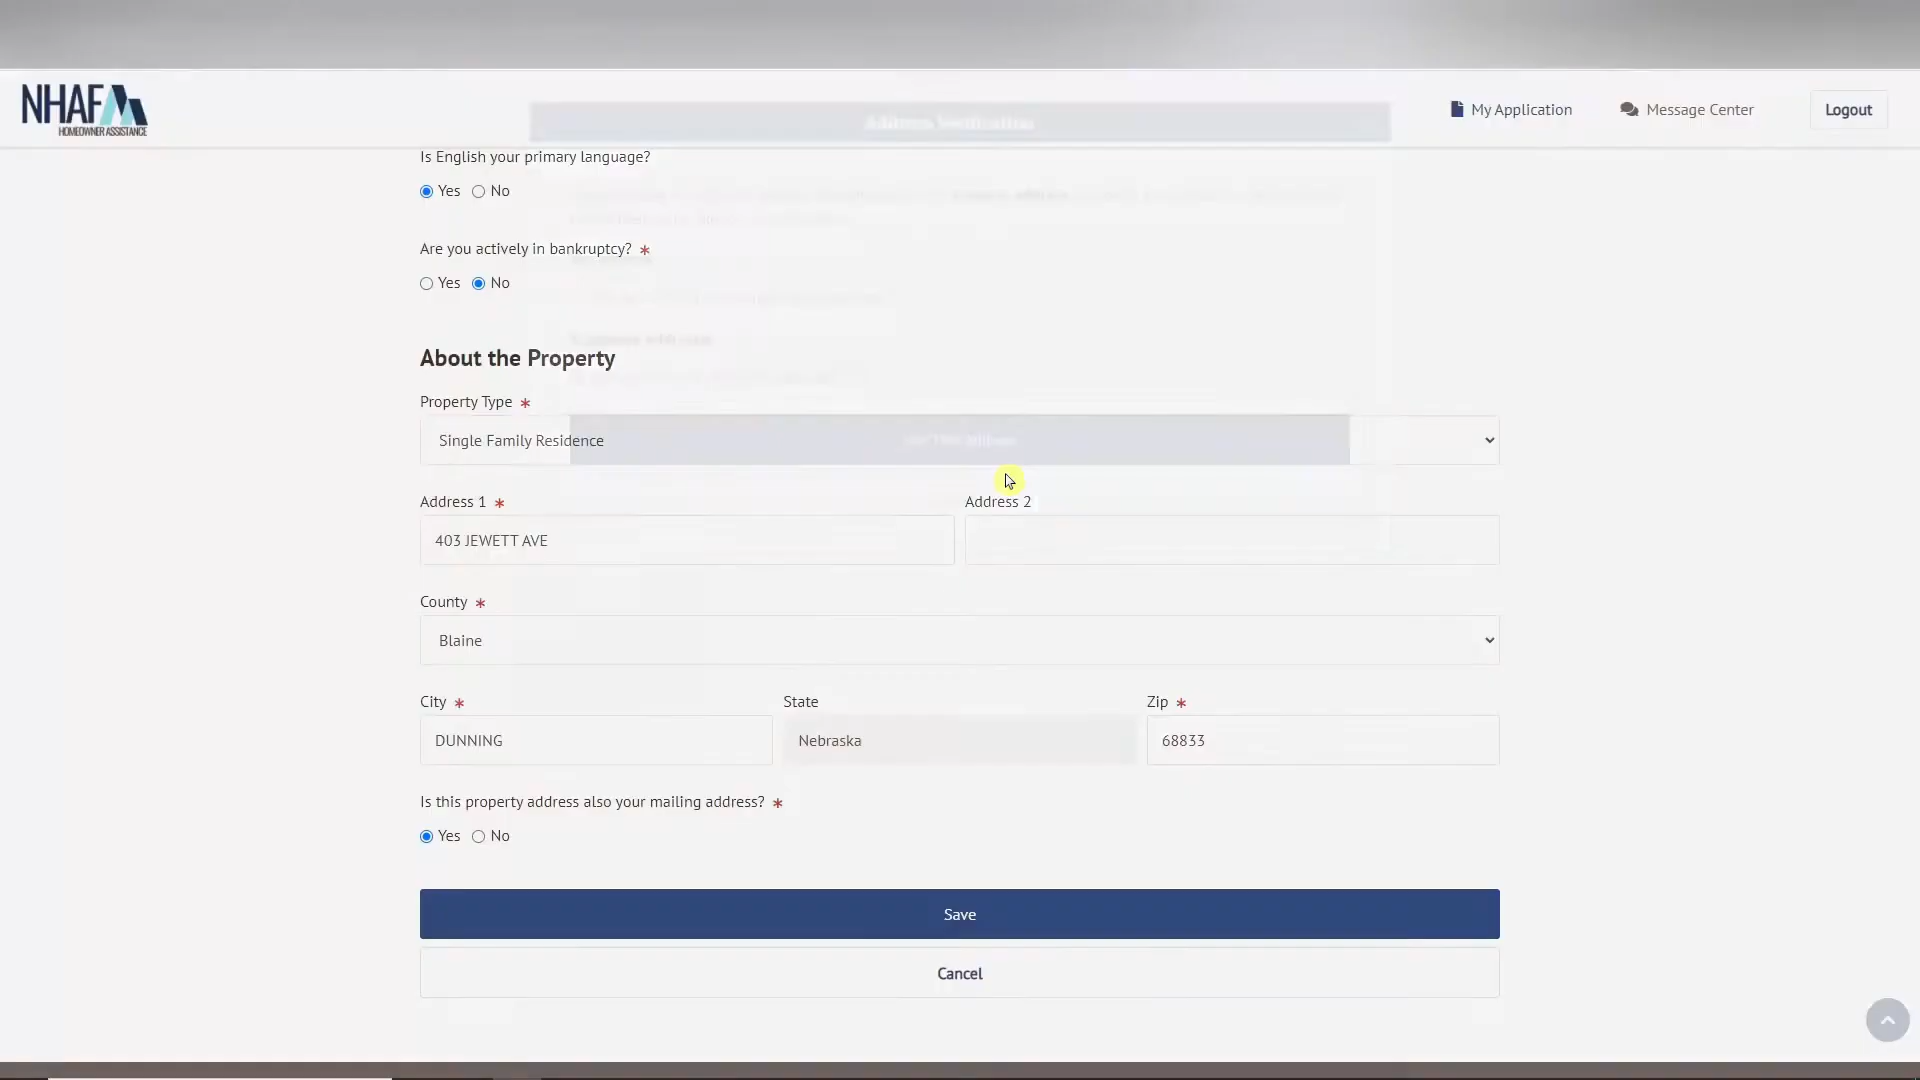 NHAF
HOMEOWNER ASSISTANCE
My Application
Message Center
Logout
Address Verification
Is English your primary language?
Yes No
Are you actively in bankruptcy? *
Yes No
About the Property
Property Type *
Single Family Residence
Address 1 *
Address 2
403 JEWETT AVE
County *
Blaine
City *
State
Zip *
DUNNING
Nebraska
68833
Is this property address also your mailing address? *
Yes No
Save
Cancel